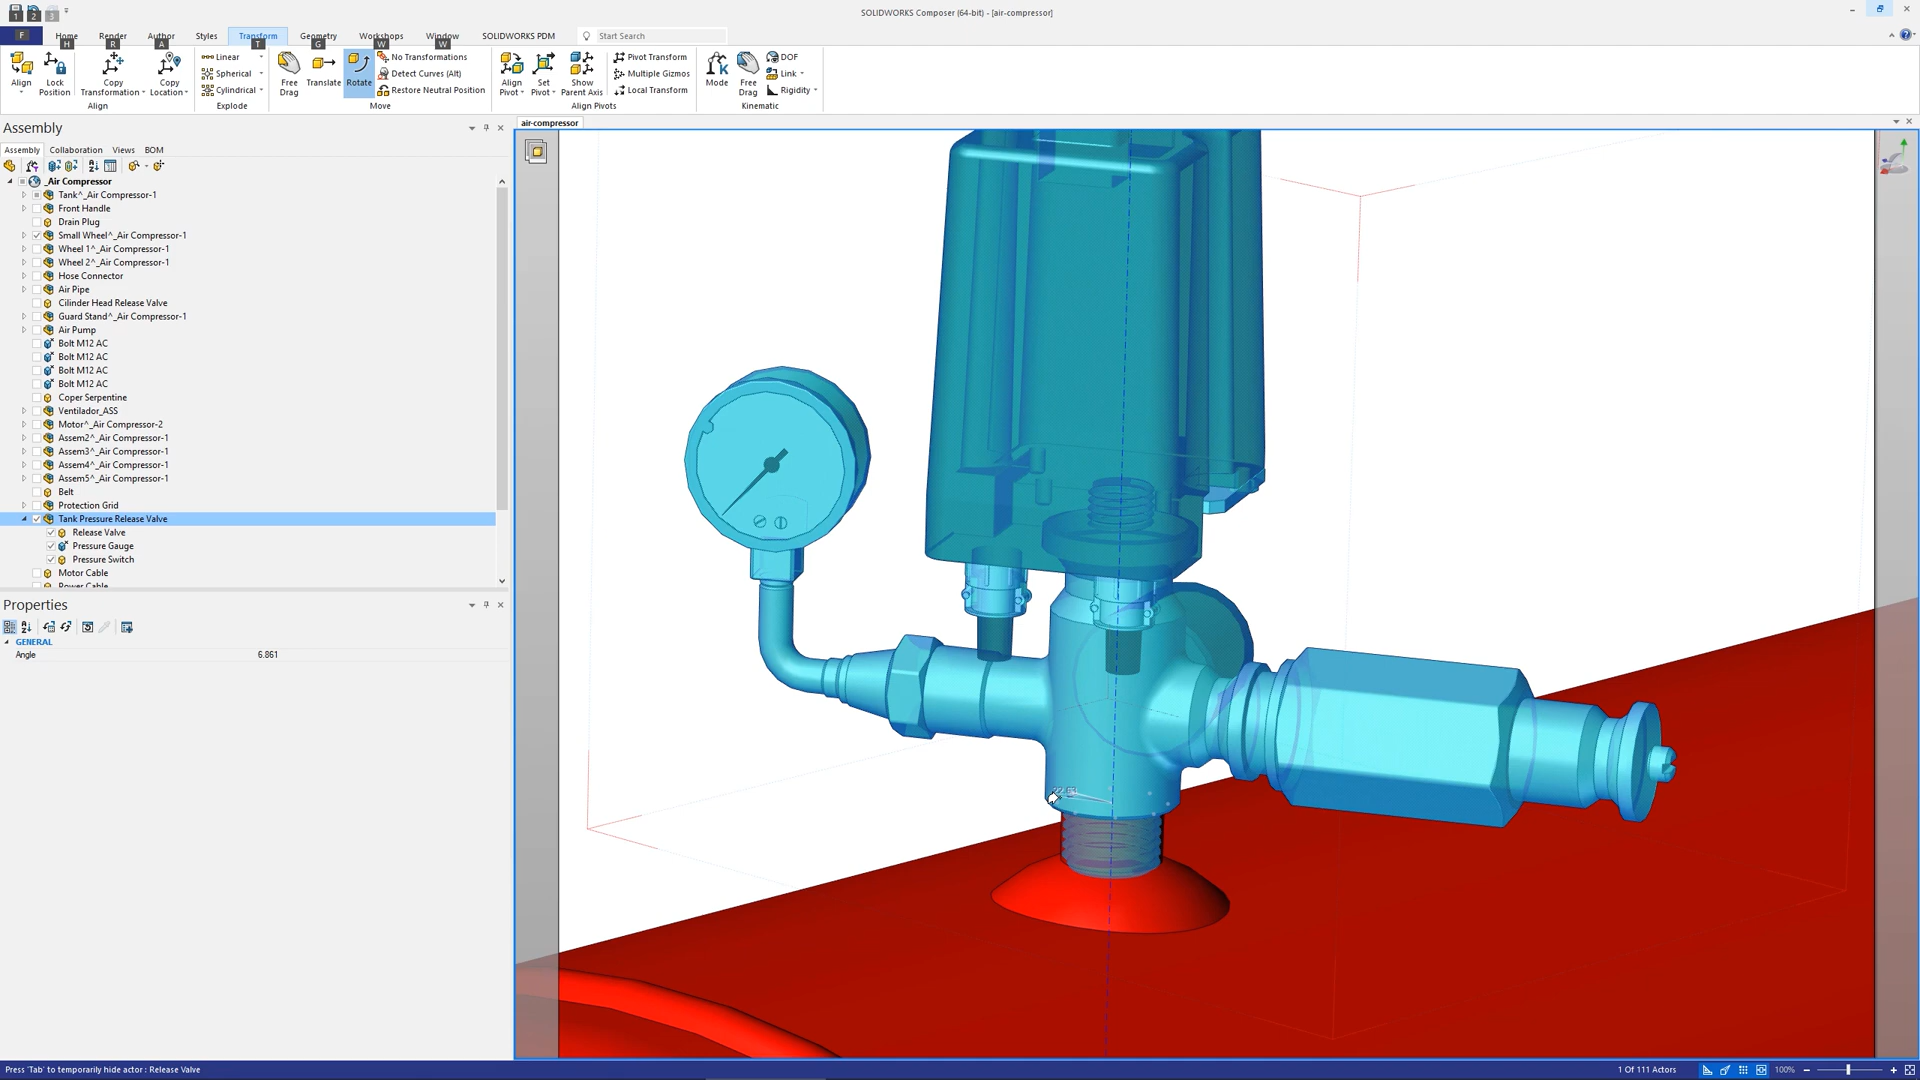 1 2 3
SOLIDWORKS Composer (64-bit) - [air-compressor]
F Home Render Author Styles Transform Geometry Workshops Window SOLIDWORKS PDM Start Search
H R A T G W W
Align Lock Position Copy Transformation Copy Location
Align
Linear
Spherical
Cylindrical
Explode
Free Drag Translate Rotate
No Transformations
Detect Curves (Alt)
Restore Neutral Position
Move
Align Pivot Set Pivot Show Parent Axis
Pivot Transform
Multiple Gizmos
Local Transform
Align Pivots
Mode Free Drag
DOF
Link
Rigidity
Kinematic
Assembly
Assembly Collaboration Views BOM
_Air Compressor
Tank^_Air Compressor-1
Front Handle
Drain Plug
Small Wheel^_Air Compressor-1
Wheel 1^_Air Compressor-1
Wheel 2^_Air Compressor-1
Hose Connector
Air Pipe
Cilinder Head Release Valve
Guard Stand^_Air Compressor-1
Air Pump
Bolt M12 AC
Bolt M12 AC
Bolt M12 AC
Bolt M12 AC
Coper Serpentine
Ventilador_ASS
Motor^_Air Compressor-2
Assem2^_Air Compressor-1
Assem3^_Air Compressor-1
Assem4^_Air Compressor-1
Assem5^_Air Compressor-1
Belt
Protection Grid
Tank Pressure Release Valve
Release Valve
Pressure Gauge
Pressure Switch
Motor Cable
Power Cable
Properties
GENERAL
Angle 6.861
air-compressor
Press 'Tab' to temporarily hide actor : Release Valve
1 Of 111 Actors
100%